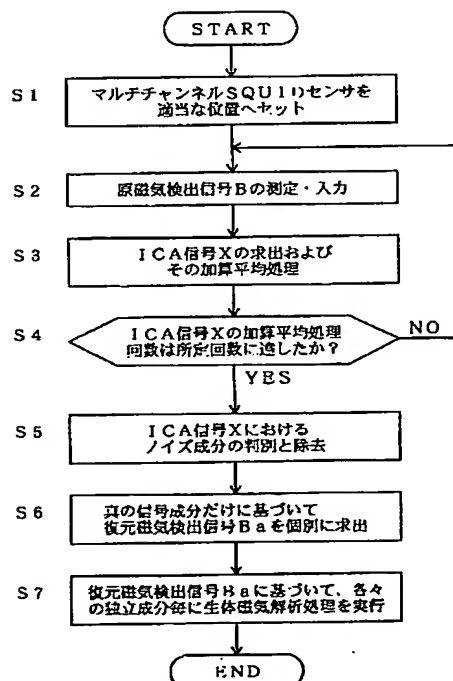 START
S1
マルチチャンネルSQUIDセンサを
適当な位置へセット
S2
原磁気検出信号Bの測定・入力
S3
ICA信号Xの求出および
その加算平均処理
S4
ICA信号Xの加算平均処理
回数は所定回数に達したか?
NO
YES
S5
ICA信号Xにおける
ノイズ成分の判別と除去
S6
真の信号成分だけに基づいて
復元磁気検出信号Baを個別に求出
S7
復元磁気検出信号Baに基づいて、各々
の独立成分毎に生体磁気解析処理を実行
END